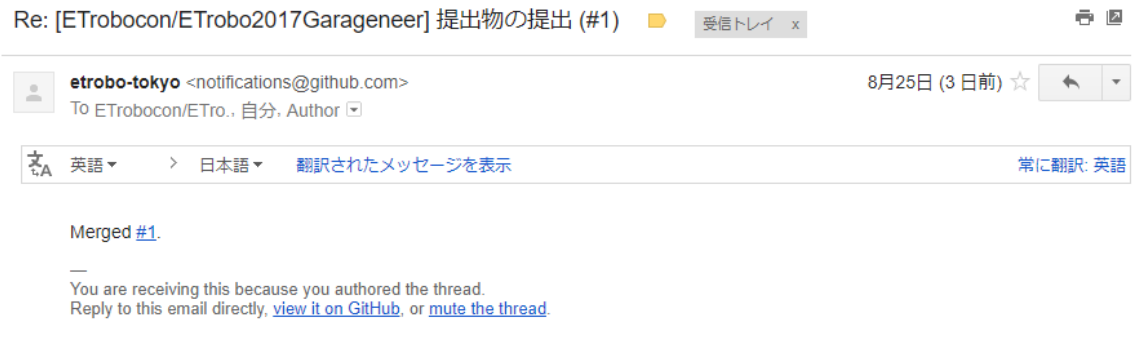 Re: [ETrobocon/ETrobo2017Garageneer] 提出物の提出 (#1) 受信トレイ x
etrobo-tokyo <notifications@github.com> 8月25日 (3 日前)
To ETrobocon/ETro., 自分, Author
英語 > 日本語 翻訳されたメッセージを表示 常に翻訳: 英語
Merged #1.
—
You are receiving this because you authored the thread.
Reply to this email directly, view it on GitHub, or mute the thread.